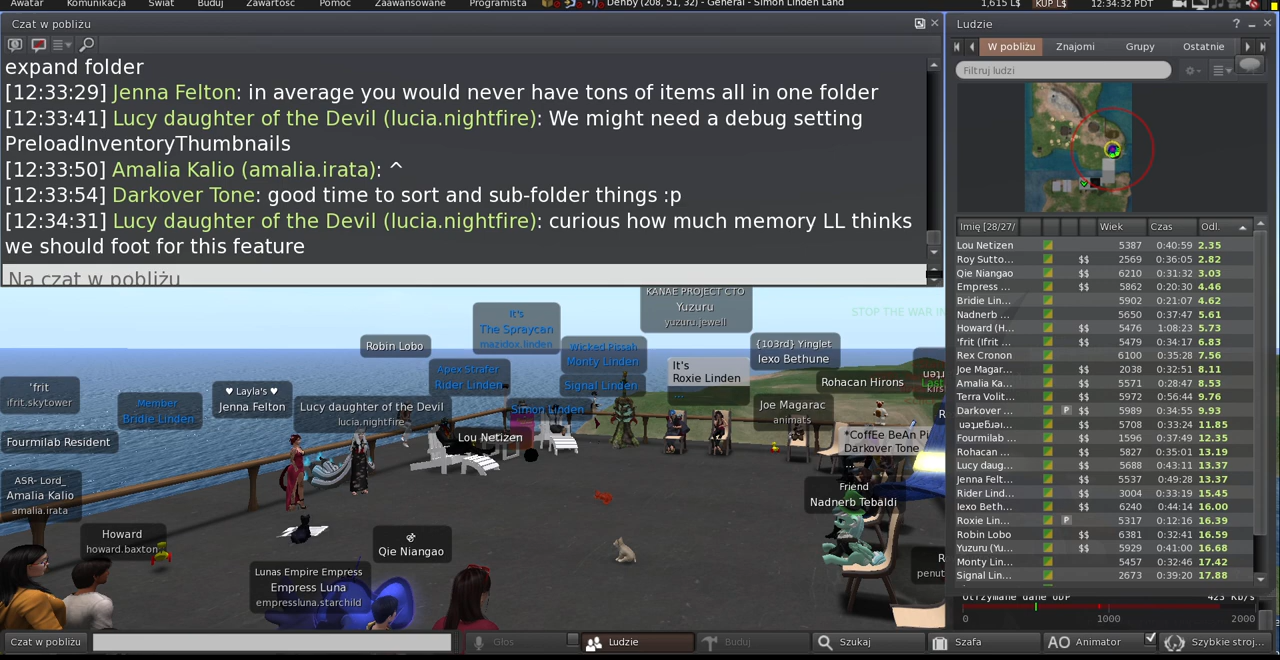 Awatar Komunikacja Świat Buduj Zawartość Pomoc Zaawansowane Programista Denby (208, 51, 32) - General - Simon Linden Land 1,615 L$ KUP L$ 12:34:32 PDT
Czat w pobliżu
expand folder
[12:33:29] Jenna Felton: in average you would never have tons of items all in one folder
[12:33:41] Lucy daughter of the Devil (lucia.nightfire): We might need a debug setting
PreloadInventoryThumbnails
[12:33:50] Amalia Kalio (amalia.irata): ^
[12:33:54] Darkover Tone: good time to sort and sub-folder things :p
[12:34:31] Lucy daughter of the Devil (lucia.nightfire): curious how much memory LL thinks
we should foot for this feature
Na czat w pobliżu
Ludzie
W pobliżu Znajomi Grupy Ostatnie
Filtruj ludzi
Imię [28/27/ Wiek Czas Odl.
Lou Netizen 5387 0:40:59 2.35
Roy Sutto... $$ 2569 0:36:05 2.82
Qie Niangao $$ 6210 0:31:32 3.03
Empress ... $$ 5862 0:20:30 4.46
Bridie Lin... 5902 0:21:07 4.62
Nadnerb ... 5650 0:37:47 5.61
Howard (H... $$ 5476 1:08:23 5.73
'frit (Ifrit ... $$ 5479 0:34:17 6.83
Rex Cronon 6100 0:35:28 7.56
Joe Magar... $$ 2038 0:32:51 8.11
Amalia Ka... $$ 5571 0:28:47 8.53
Terra Volit... $$ 5972 0:56:44 9.76
Darkover ... P $$ 5989 0:34:55 9.93
$$ 5708 0:33:24 11.85
Fourmilab ... $$ 1596 0:37:49 12.35
Rohacan ... $$ 5827 0:35:01 13.19
Lucy daug... $$ 5688 0:43:11 13.37
Jenna Felt... $$ 5537 0:49:28 13.37
Rider Lind... $$ 3004 0:33:19 15.45
Iexo Beth... $$ 6240 0:44:14 16.00
Roxie Lin... P 5317 0:12:16 16.39
Robin Lobo $$ 6381 0:32:41 16.59
Yuzuru (Yu... $$ 5929 0:41:00 16.68
Monty Lin... 5457 0:32:46 17.42
Signal Lin... 2673 0:39:20 17.88
Otrzymane dane UDP 423 Kb/s
0 1000 2000
KANAE PROJECT CTO
Yuzuru
yuzuru.jewell
STOP THE WAR IN
It's
The Spraycan
mazidox.linden
Robin Lobo
Wicked Pissah
Monty Linden
{103rd} Yinglet
Iexo Bethune
Apex Strafer
Rider Linden
It's
Roxie Linden
...
Signal Linden
Rohacan Hirons
'frit
ifrit.skytower
♥ Layla's ♥
Jenna Felton
Member
Bridie Linden
Lucy daughter of the Devil
lucia.nightfire
Simon Linden
Joe Magarac
animats
Fourmilab Resident
Lou Netizen
*CoffEe BeAn Pi
Darkover Tone
...
ASR- Lord_
Amalia Kalio
amalia.irata
Friend
Nadnerb Tebaldi
Howard
howard.baxton
Qie Niangao
Lunas Empire Empress
Empress Luna
empressluna.starchild
R
penut
Czat w pobliżu Głos Ludzie Buduj Szukaj Szafa AO Animator Szybkie stroj...